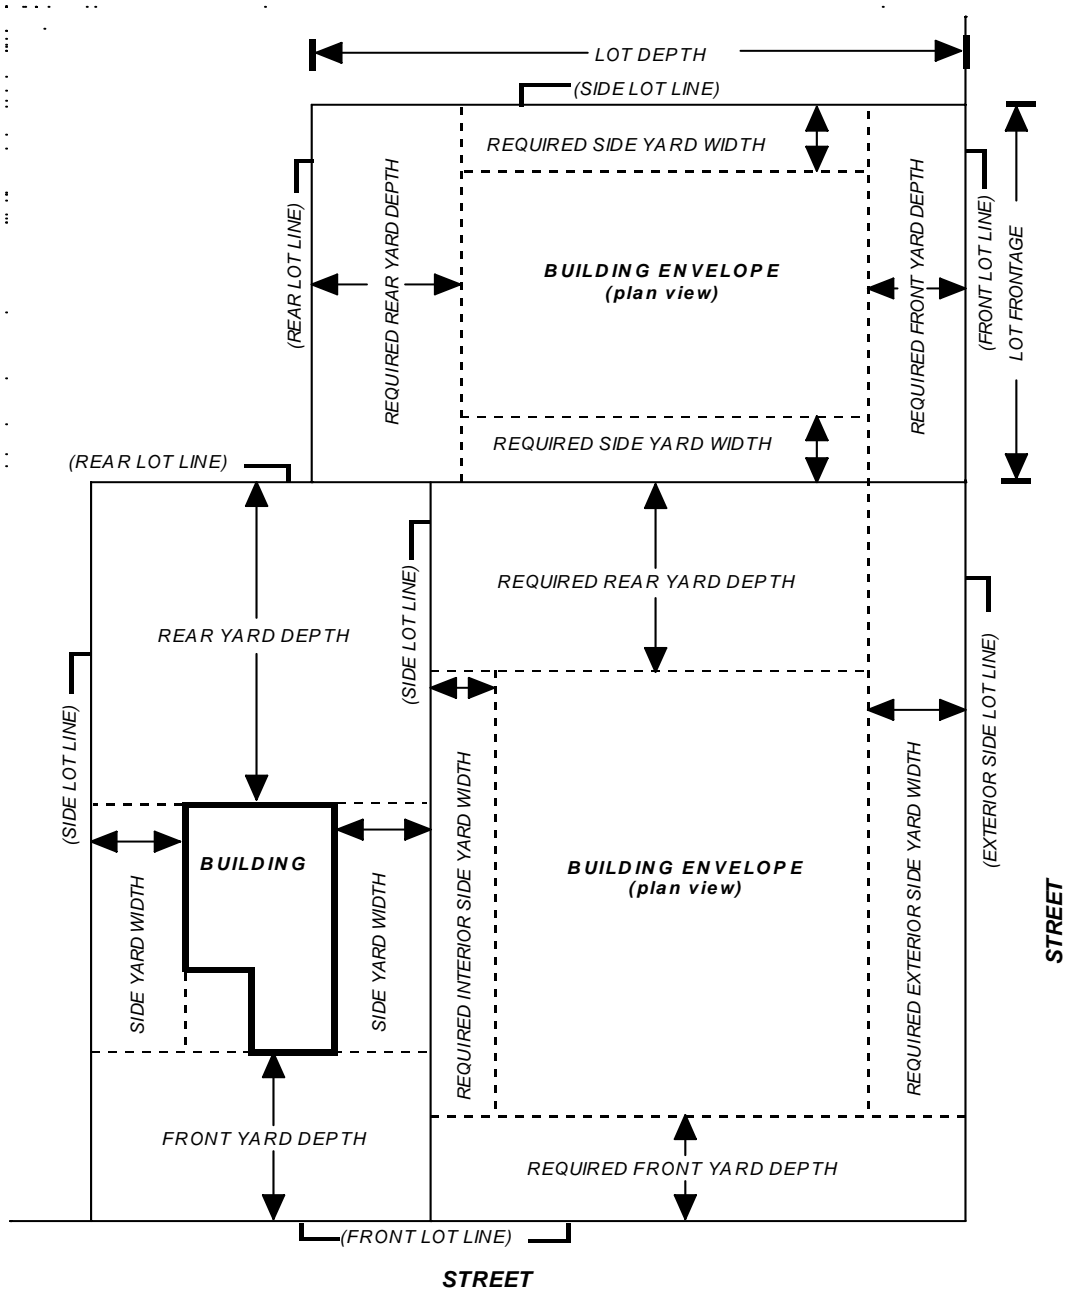 LOT DEPTH
(SIDE LOT LINE)
REQUIRED SIDE YARD WIDTH
(REAR LOT LINE)
REQUIRED REAR YARD DEPTH
BUILDING ENVELOPE
(plan view)
REQUIRED FRONT YARD DEPTH
(FRONT LOT LINE)
LOT FRONTAGE
REQUIRED SIDE YARD WIDTH
(REAR LOT LINE)
(SIDE LOT LINE)
REQUIRED REAR YARD DEPTH
REAR YARD DEPTH
(SIDE LOT LINE)
(EXTERIOR SIDE LOT LINE)
BUILDING
SIDE YARD WIDTH
SIDE YARD WIDTH
REQUIRED INTERIOR SIDE YARD WIDTH
BUILDING ENVELOPE
(plan view)
REQUIRED EXTERIOR SIDE YARD WIDTH
STREET
FRONT YARD DEPTH
REQUIRED FRONT YARD DEPTH
(FRONT LOT LINE)
STREET